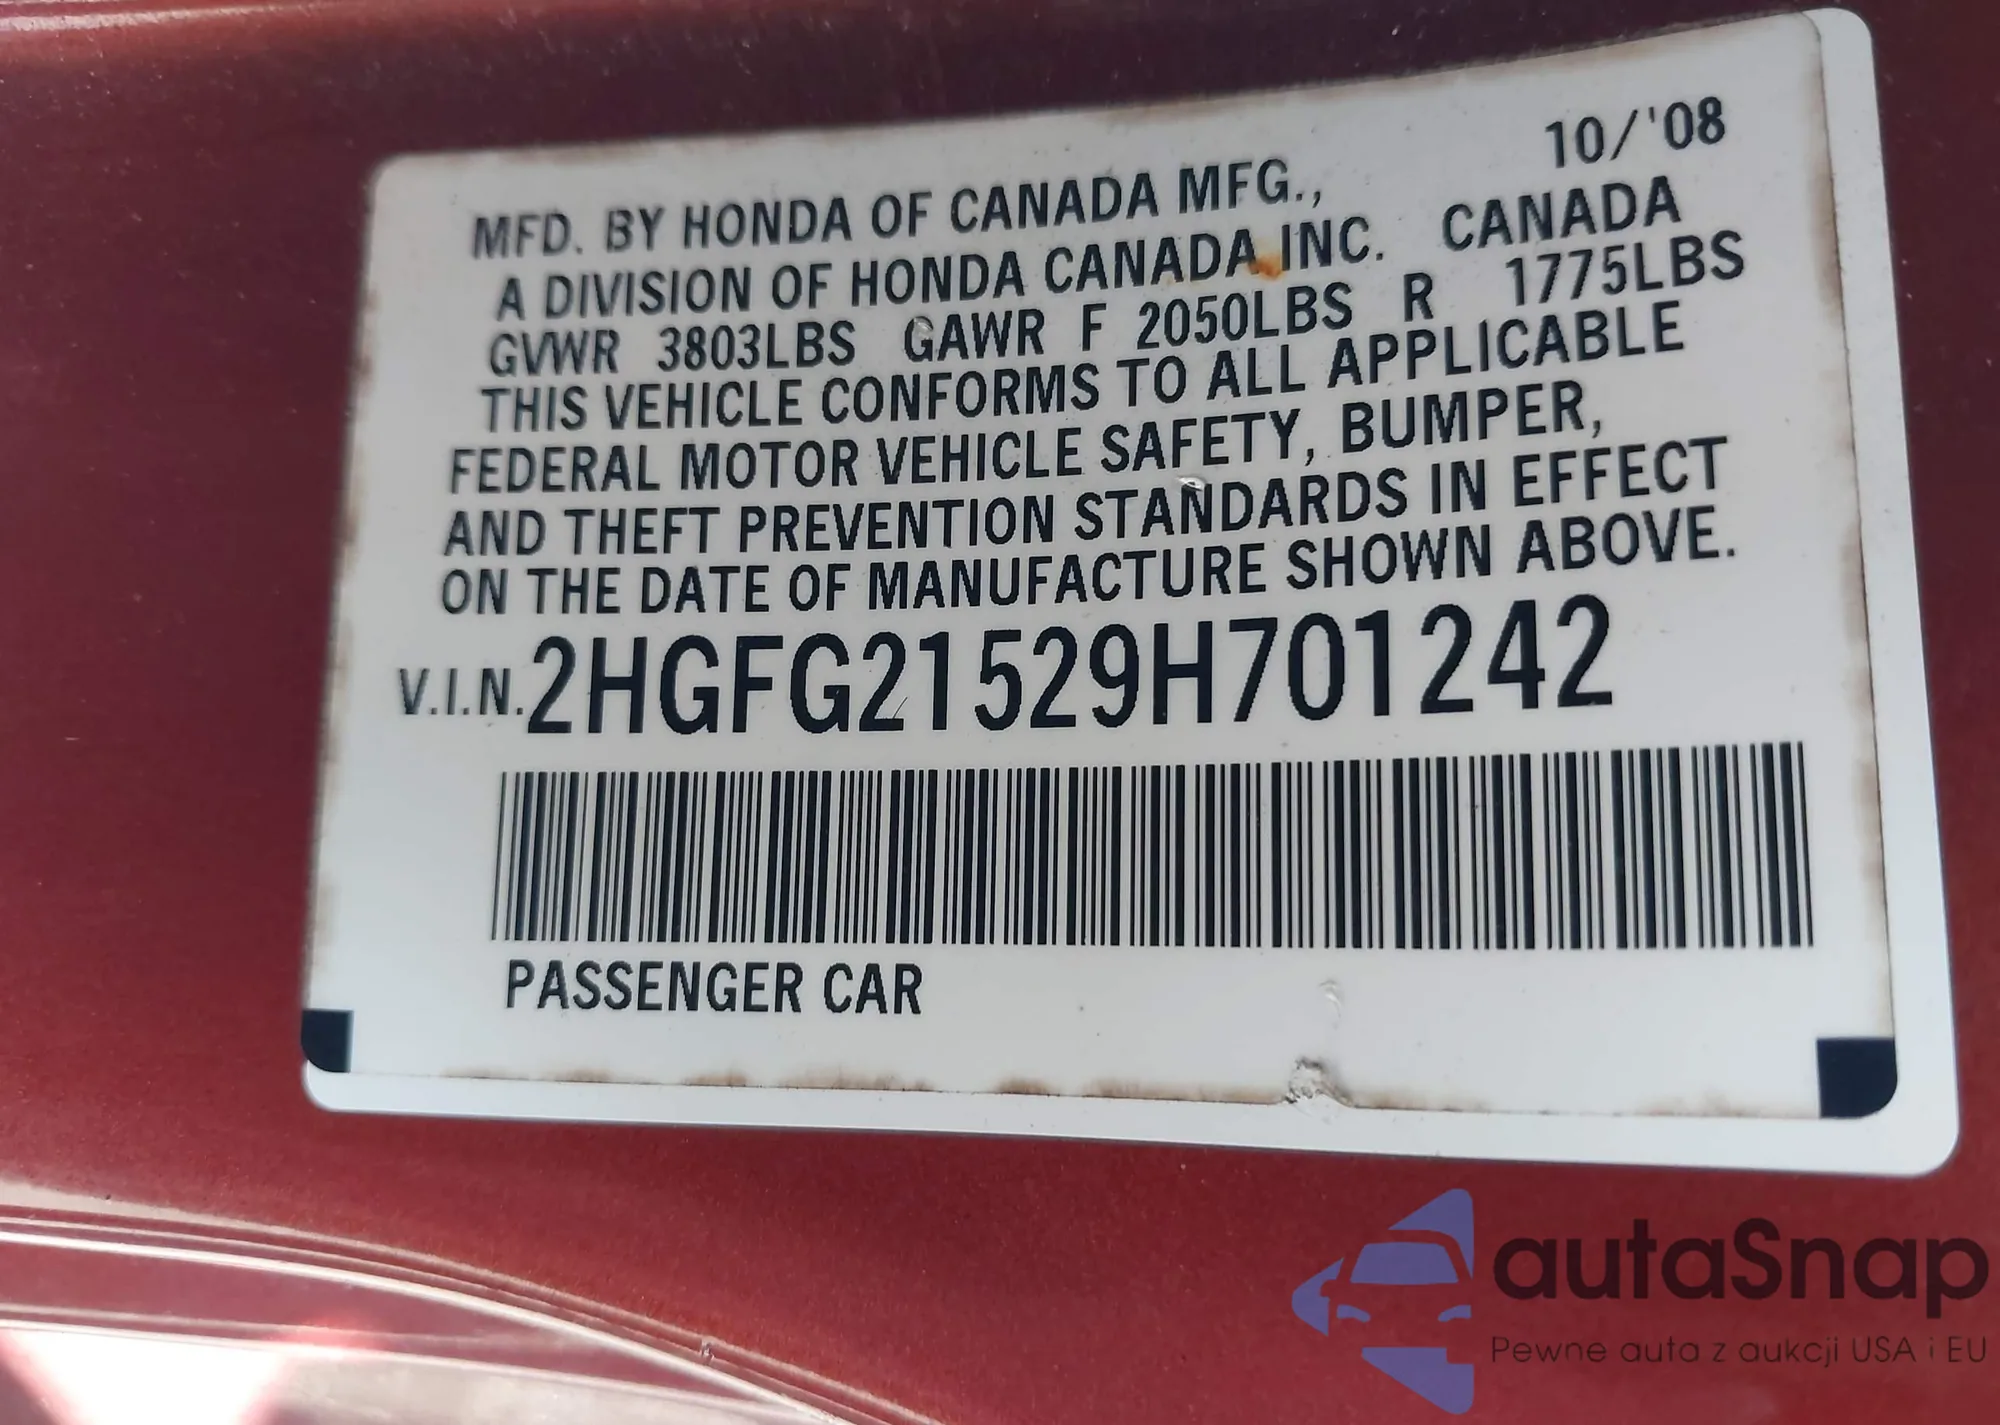 10/'08
MFD. BY HONDA OF CANADA MFG.,
A DIVISION OF HONDA CANADA INC. CANADA
GVWR 3803LBS GAWR F 2050LBS R 1775LBS
THIS VEHICLE CONFORMS TO ALL APPLICABLE
FEDERAL MOTOR VEHICLE SAFETY, BUMPER,
AND THEFT PREVENTION STANDARDS IN EFFECT
ON THE DATE OF MANUFACTURE SHOWN ABOVE.
V.I.N. 2HGFG21529H701242
PASSENGER CAR
autaSnap
Pewne auta z aukcji USA i EU